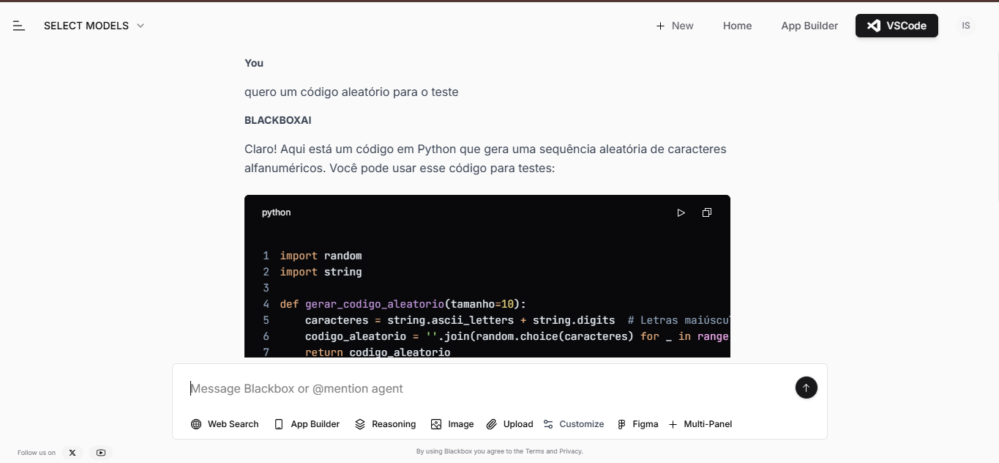 SELECT MODELS
New
Home
App Builder
VSCode
IS
You
quero um código aleatório para o teste
BLACKBOXAI
Claro! Aqui está um código em Python que gera uma sequência aleatória de caracteres
alfanuméricos. Você pode usar esse código para testes:
python
1 import random
2 import string
3
4 def gerar_codigo_aleatorio(tamanho=10):
5     caracteres = string.ascii_letters + string.digits  # Letras maiúscu
6     codigo_aleatorio = ''.join(random.choice(caracteres) for _ in range
7     return codigo_aleatorio
Message Blackbox or @mention agent
Web Search
App Builder
Reasoning
Image
Upload
Customize
Figma
Multi-Panel
Follow us on
By using Blackbox you agree to the Terms and Privacy.